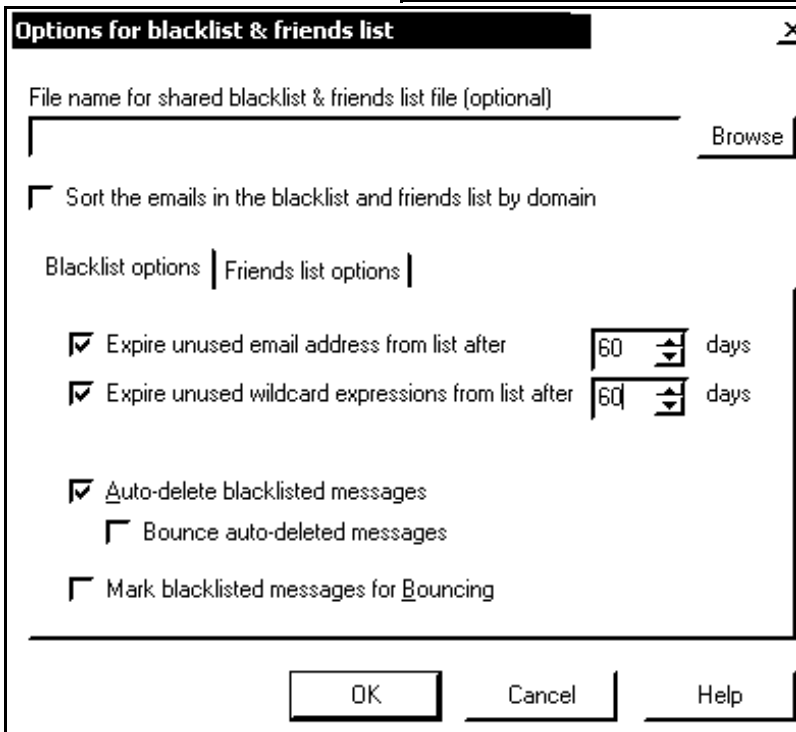 Options for blacklist & friends list
File name for shared blacklist & friends list file (optional)
Browse
Sort the emails in the blacklist and friends list by domain
Blacklist options Friends list options
Expire unused email address from list after 60 days
Expire unused wildcard expressions from list after 60 days
Auto-delete blacklisted messages
Bounce auto-deleted messages
Mark blacklisted messages for Bouncing
OK Cancel Help